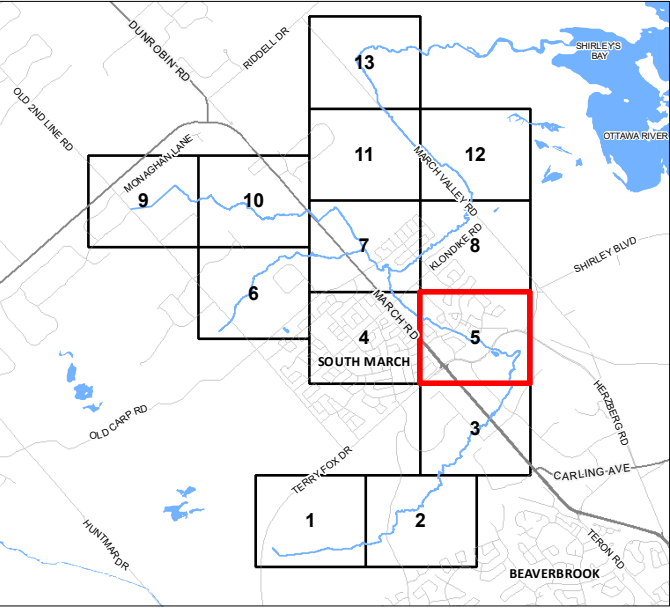 DUNROBIN RD
RIDDELL DR
SHIRLEY'S
BAY
13
OLD 2ND LINE RD
OTTAWA RIVER
11
12
MONAGHAN LANE
MARCH VALLEY RD
9
10
7
8
KLONDIKE RD
SHIRLEY BLVD
6
MARCH RD
4
5
SOUTH MARCH
HERZBERG RD
OLD CARP RD
3
TERRY FOX DR
CARLING AVE
1
2
HUNTMAR DR
TERON RD
BEAVERBROOK